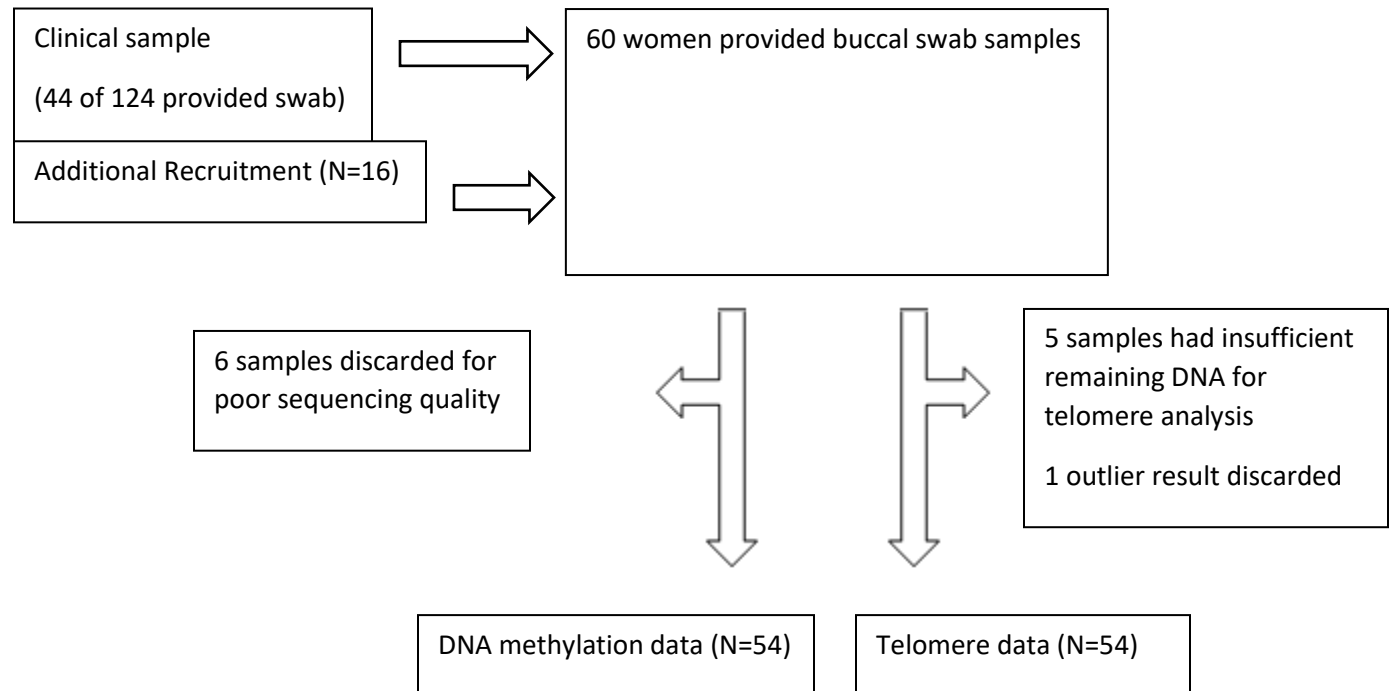 Clinical sample
(44 of 124 provided swab)
Additional Recruitment (N=16)
60 women provided buccal swab samples
6 samples discarded for
poor sequencing quality
5 samples had insufficient
remaining DNA for
telomere analysis
1 outlier result discarded
DNA methylation data (N=54)
Telomere data (N=54)